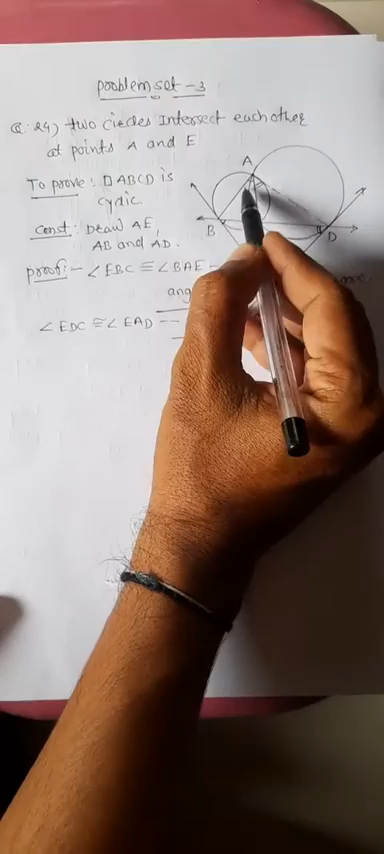 problem set - 3
Q. 24) two circles Intersect each other
at points A and E
To prove: □ ABCD is
cyclic
const: Draw AE,
AB and AD.
proof:- ∠EBC ≅ ∠BAE -
ang
∠EDC ≅ ∠EAD --
A
B
D